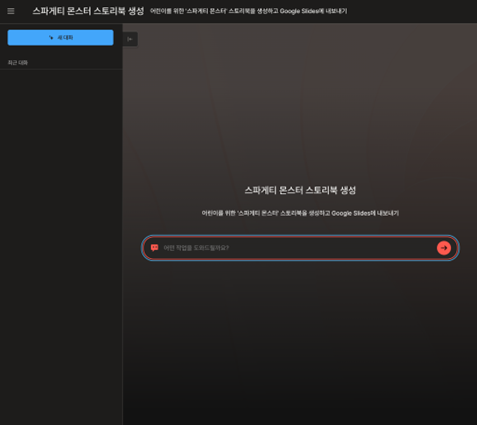 스파게티 몬스터 스토리북 생성 어린이를 위한 '스파게티 몬스터' 스토리북을 생성하고 Google Slides에 내보내기
새 대화
최근 대화
스파게티 몬스터 스토리북 생성
어린이를 위한 '스파게티 몬스터' 스토리북을 생성하고 Google Slides에 내보내기
어떤 작업을 도와드릴까요?